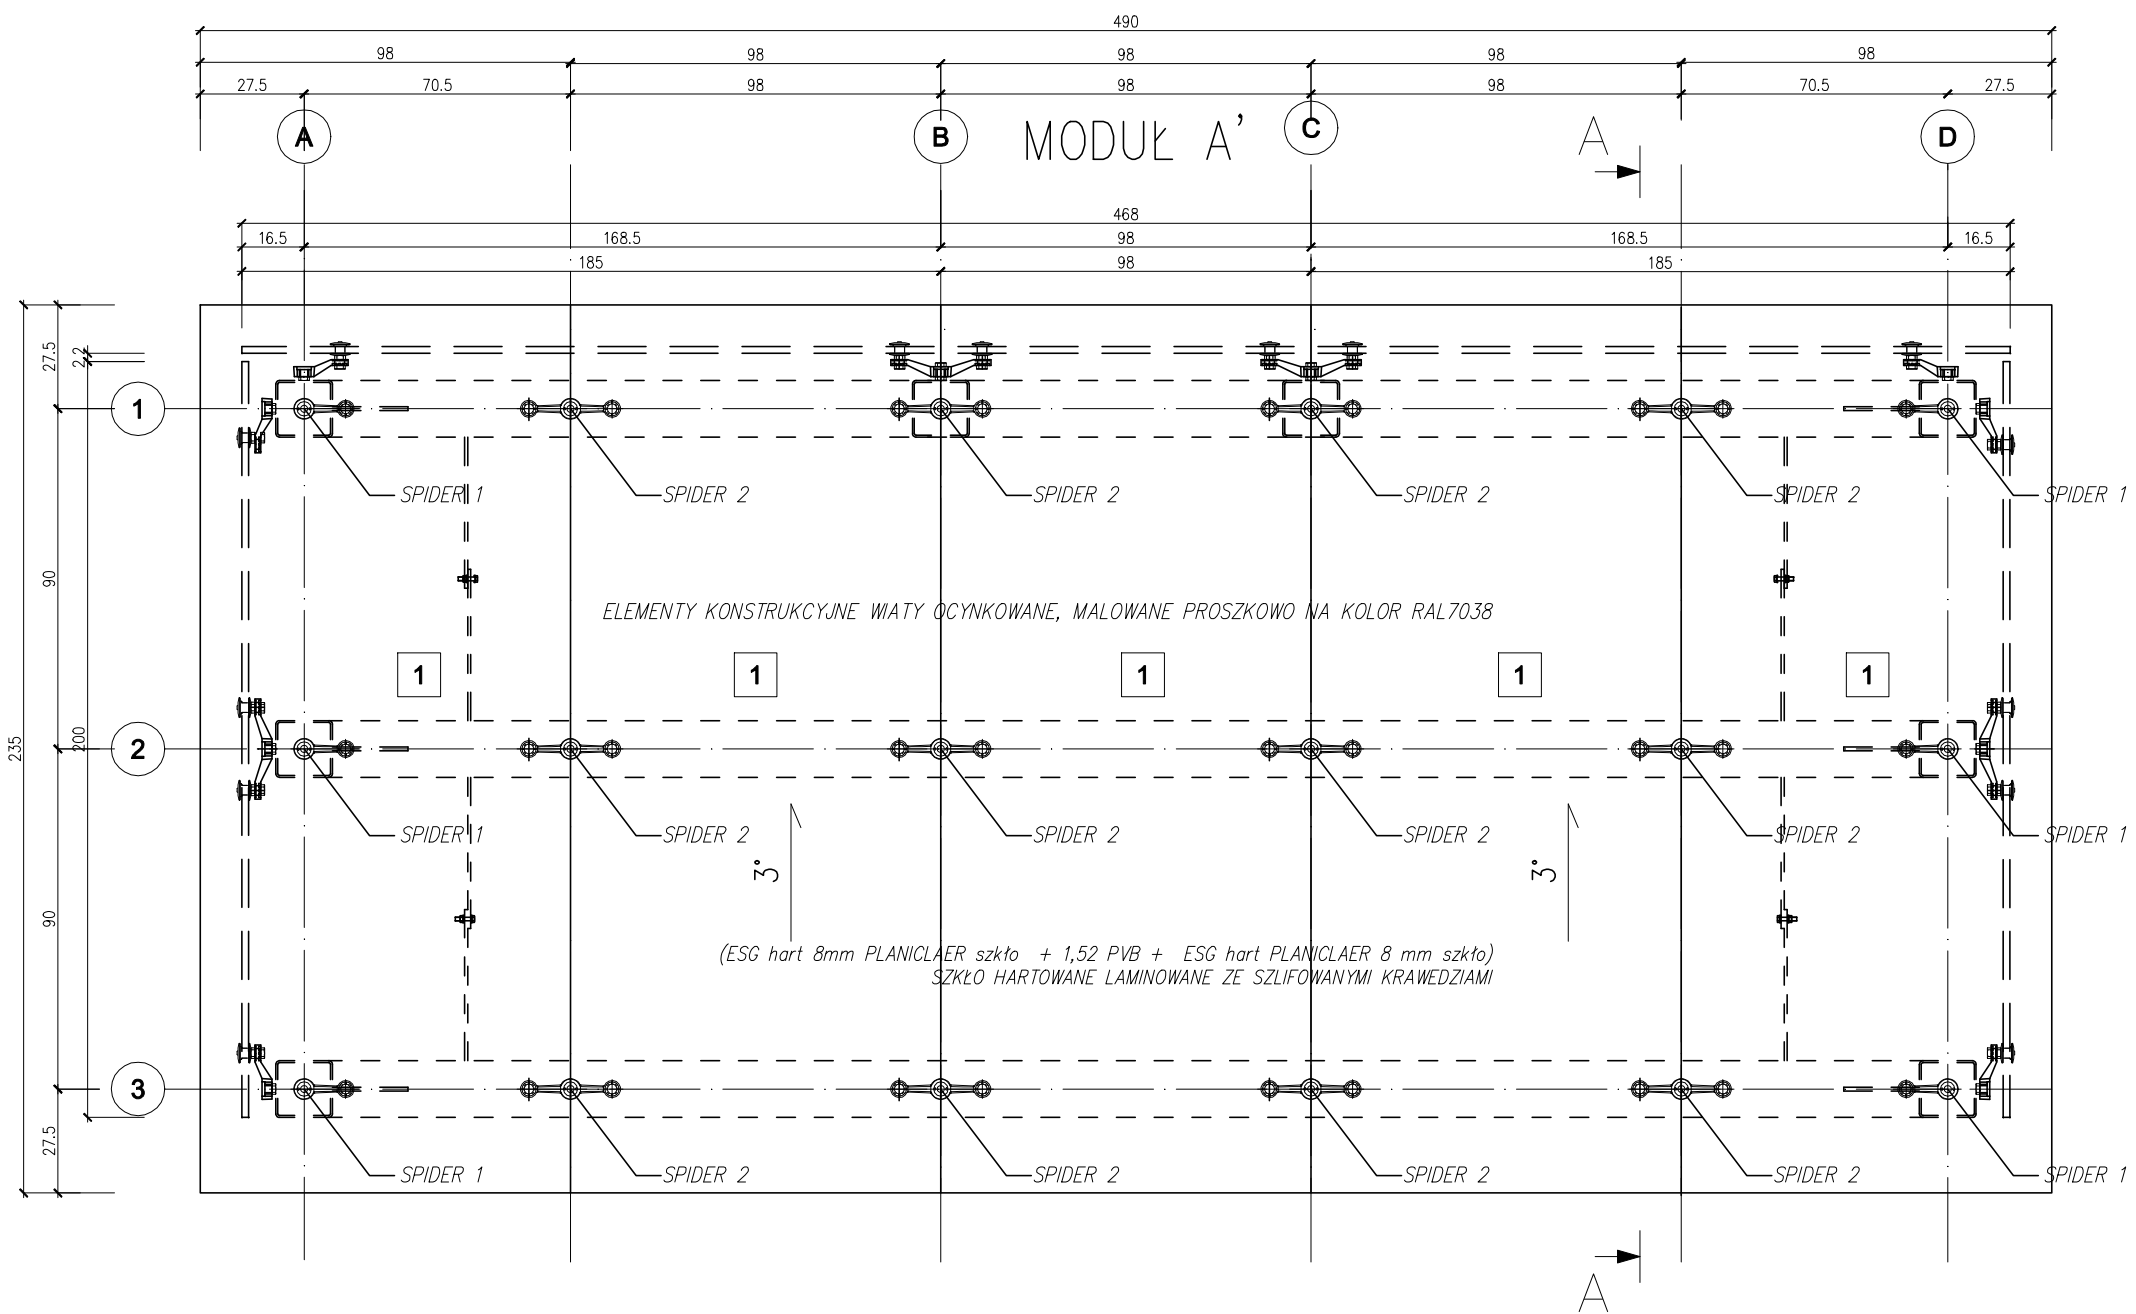 490
98 98 98 98 98
27.5 70.5 98 98 98 70.5 27.5
A B MODUŁ A' C A D
468
16.5 168.5 98 168.5 16.5
185 98 185
27.5
2.2
1
SPIDER 1 SPIDER 2 SPIDER 2 SPIDER 2 SPIDER 2 SPIDER 1
90
ELEMENTY KONSTRUKCYJNE WIATY OCYNKOWANE, MALOWANE PROSZKOWO NA KOLOR RAL7038
1 1 1 1 1
235
200
2
SPIDER 1 SPIDER 2 SPIDER 2 SPIDER 2 SPIDER 2 SPIDER 1
3° 3°
90
(ESG hart 8mm PLANICLAER szkło + 1,52 PVB + ESG hart PLANICLAER 8 mm szkło)
SZKŁO HARTOWANE LAMINOWANE ZE SZLIFOWANYMI KRAWEDZIAMI
3
27.5
SPIDER 1 SPIDER 2 SPIDER 2 SPIDER 2 SPIDER 2 SPIDER 1
A